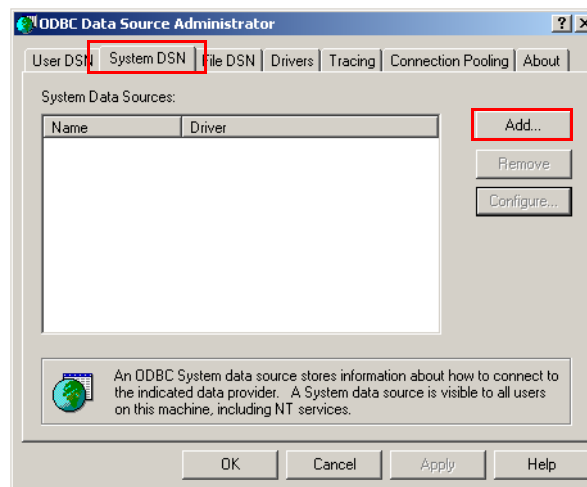 ODBC Data Source Administrator
User DSN System DSN File DSN Drivers Tracing Connection Pooling About
System Data Sources:
Name Driver
Add...
Remove
Configure...
An ODBC System data source stores information about how to connect to
the indicated data provider. A System data source is visible to all users
on this machine, including NT services.
OK Cancel Apply Help